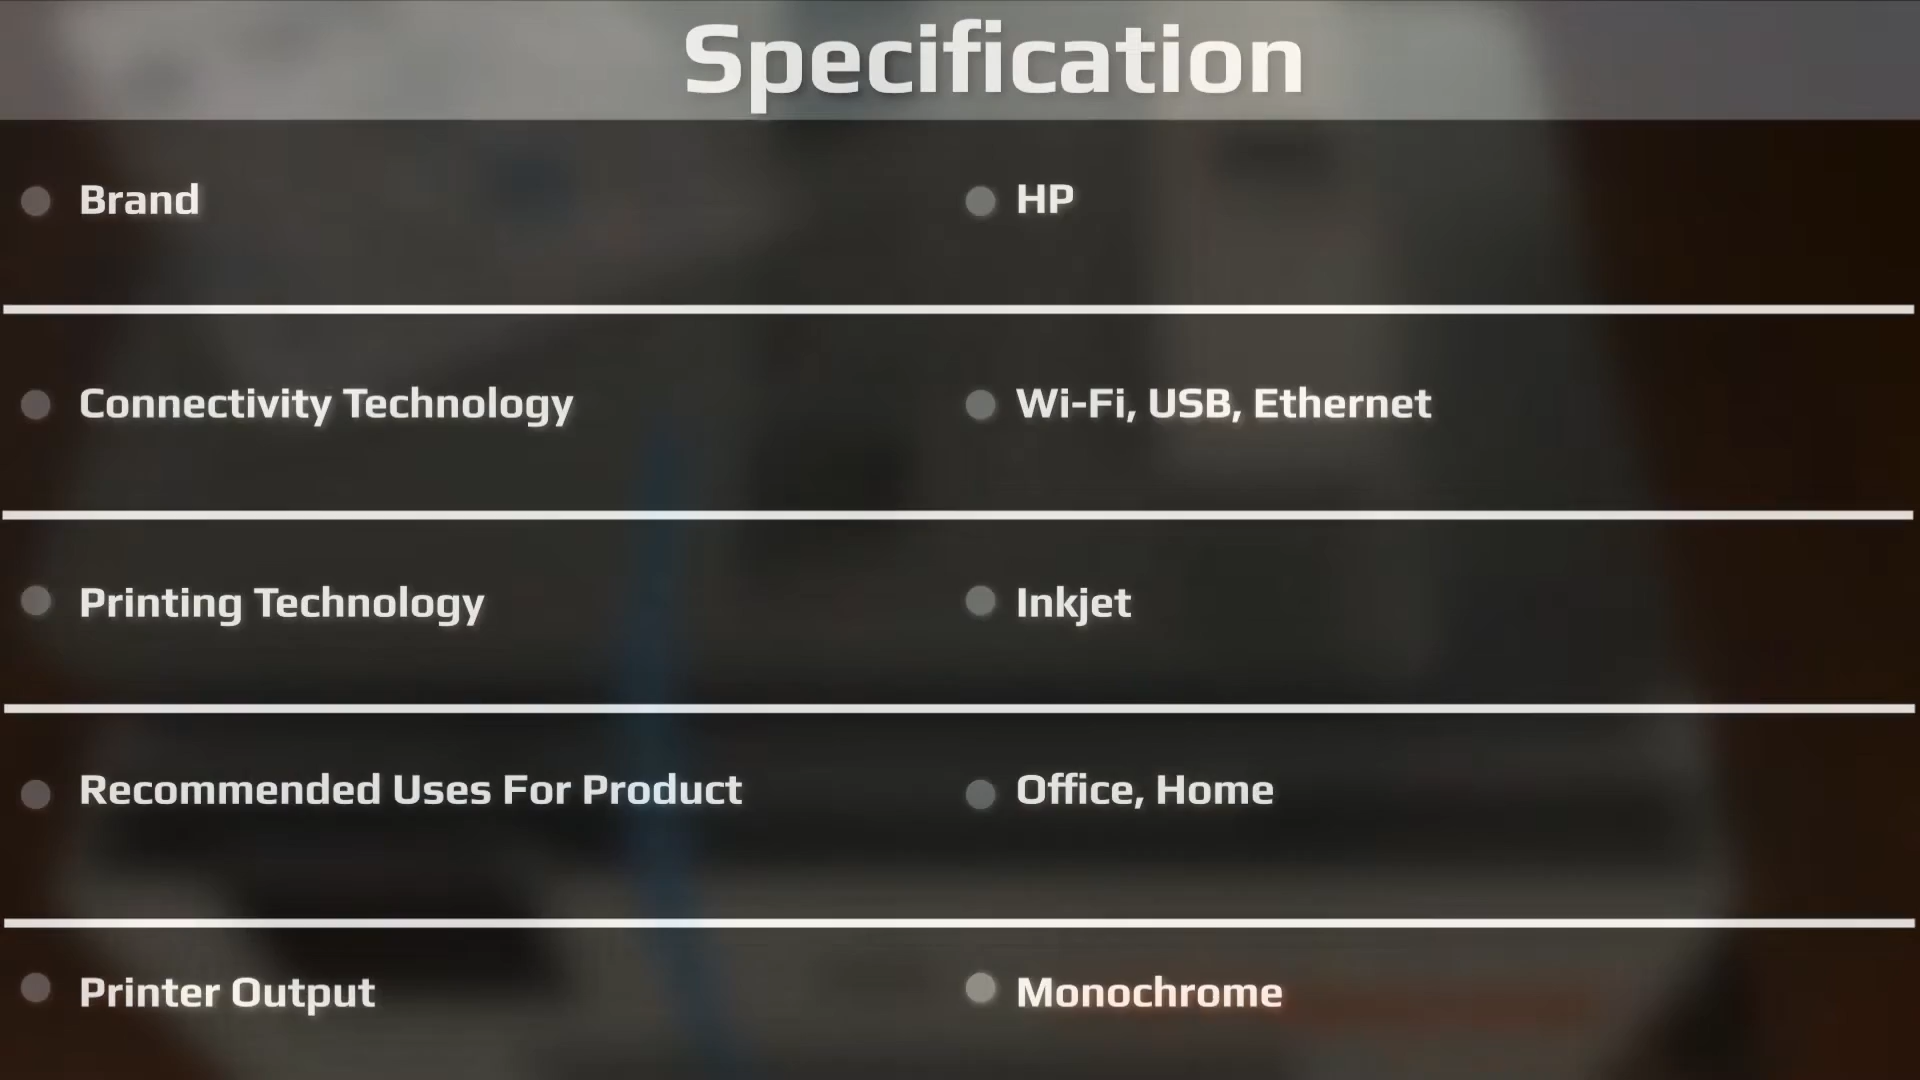 Specification
Brand
HP
Connectivity Technology
Wi-Fi, USB, Ethernet
Printing Technology
Inkjet
Recommended Uses For Product
Office, Home
Printer Output
Monochrome